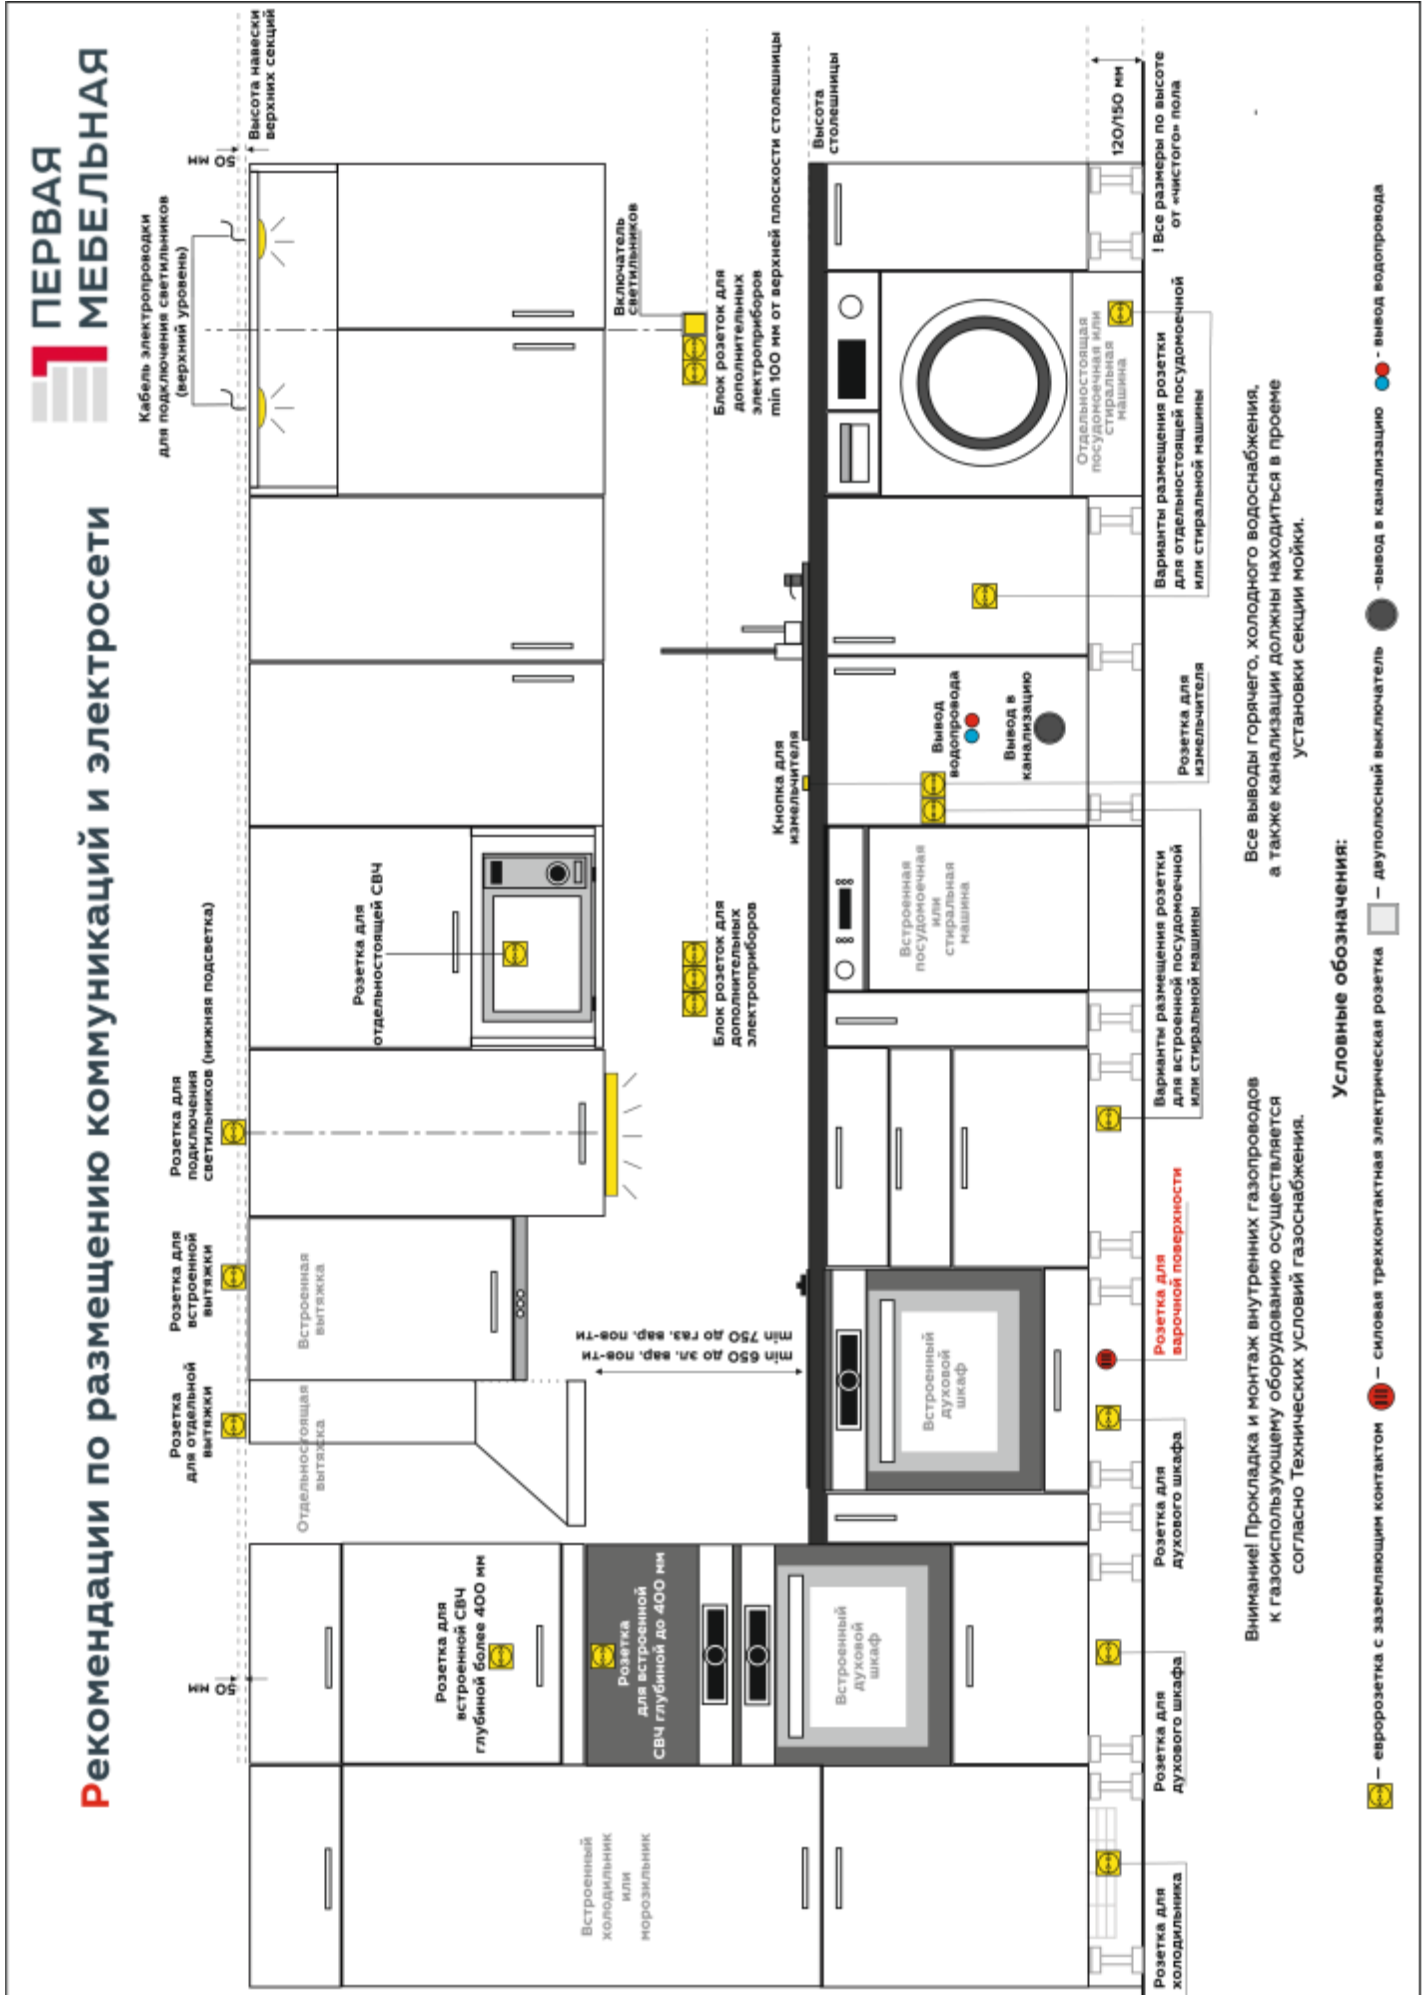 Рекомендации по размещению коммуникаций и электросети
ПЕРВАЯ
МЕБЕЛЬНАЯ
50 мм
Розетка
для отдельной
вытяжки
Розетка для
встроенной
вытяжки
Розетка для
подключения
светильников (нижняя подсветка)
Кабель электропроводки
для подключения светильников
(верхний уровень)
50 мм
Высота навески
верхних секций
Отдельностоящая
вытяжка
Встроенная
вытяжка
Розетка для
отдельностоящей СВЧ
Розетка для
встроенной СВЧ
глубиной более 400 мм
Розетка
для встроенной
СВЧ глубиной до 400 мм
Встроенный
холодильник
или
морозильник
min 650 до эл. вар. пов-ти
min 750 до газ. вар. пов-ти
Блок розеток для
дополнительных
электроприборов
Включатель
светильников
Блок розеток для
дополнительных
электроприборов
min 100 мм от верхней плоскости столешницы
Кнопка для
измельчителя
Высота
столешницы
Встроенный
духовой
шкаф
Встроенный
духовой
шкаф
Встроенная
посудомоечная
или
стиральная
машина
Вывод
водопровода
Вывод в
канализацию
Отдельностоящая
посудомоечная или
стиральная
машина
120/150 мм
Розетка для
холодильника
Розетка для
духового шкафа
Розетка для
духового шкафа
Розетка для
варочной поверхности
Варианты размещения розетки
для встроенной посудомоечной
или стиральной машины
Розетка для
измельчителя
Варианты размещения розетки
для отдельностоящей посудомоечной
или стиральной машины
! Все размеры по высоте
от «чистого» пола
Внимание! Прокладка и монтаж внутренних газопроводов
к газоиспользующему оборудованию осуществляется
согласно Технических условий газоснабжения.
Все выводы горячего, холодного водоснабжения,
а также канализации должны находиться в проеме
установки секции мойки.
Условные обозначения:
— евророзетка с заземляющим контактом — силовая трехконтактная электрическая розетка — двуполюсный выключатель -вывод в канализацию - вывод водопровода